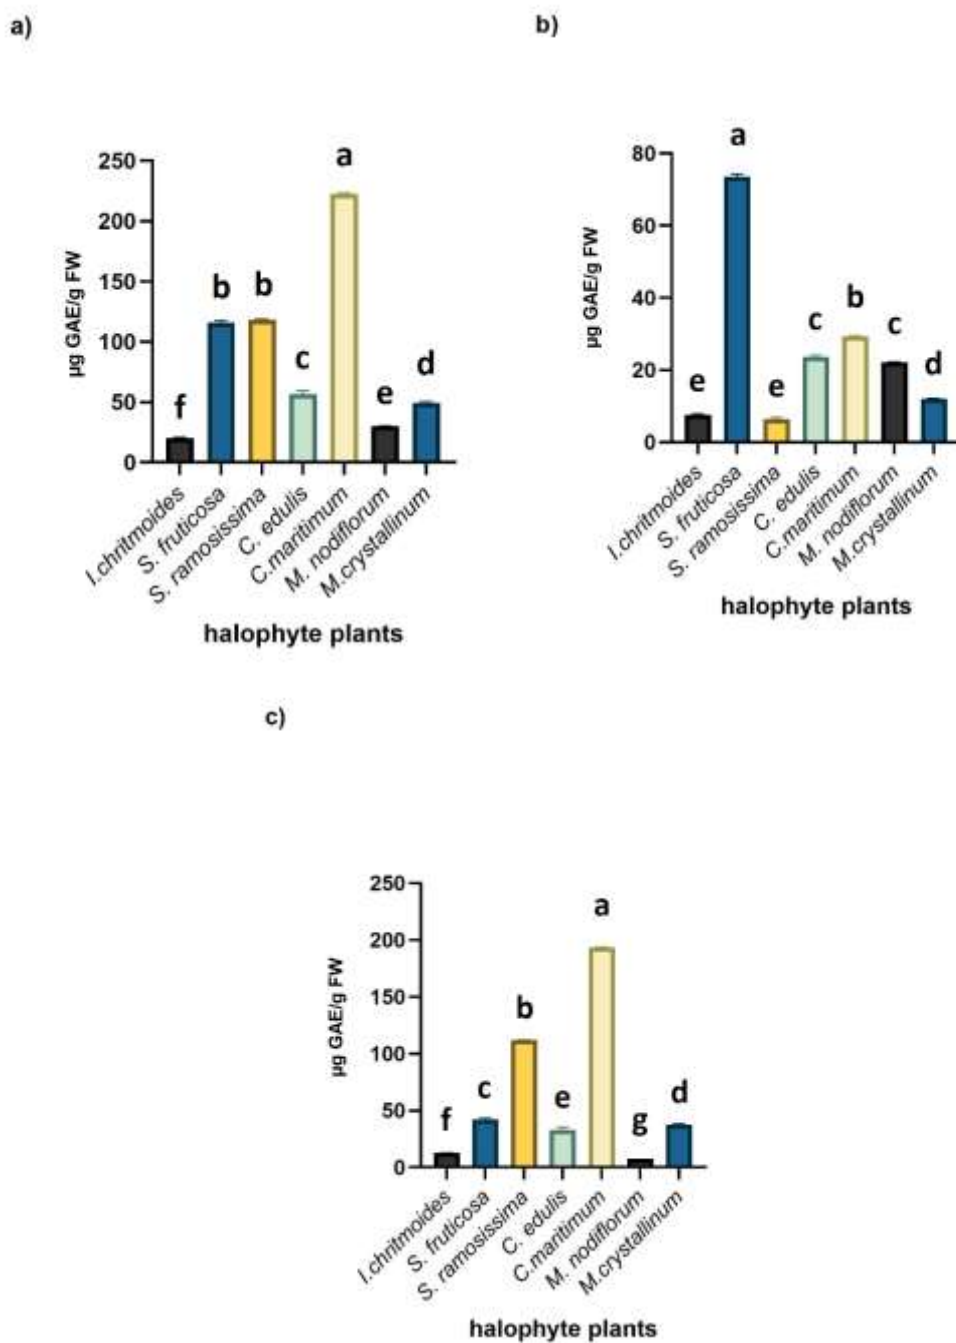 a)
µg GAE/g FW
250
200
150
100
50
0
f
b
b
c
a
e
d
I.chritmoides
S. fruticosa
S. ramosissima
C. edulis
C.maritimum
M. nodiflorum
M.crystallinum
halophyte plants
b)
µg GAE/g FW
80
60
40
20
0
e
a
e
c
b
c
d
I.chritmoides
S. fruticosa
S. ramosissima
C. edulis
C.maritimum
M. nodiflorum
M.crystallinum
halophyte plants
c)
µg GAE/g FW
250
200
150
100
50
0
f
c
b
e
a
g
d
I.chritmoides
S. fruticosa
S. ramosissima
C. edulis
C.maritimum
M. nodiflorum
M.crystallinum
halophyte plants